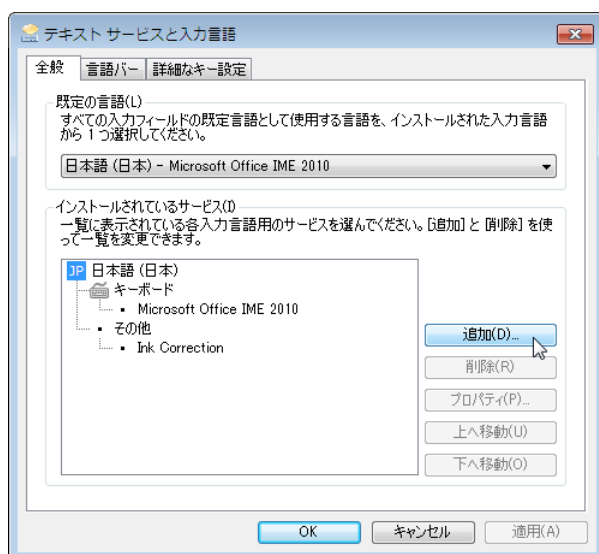 テキスト サービスと入力言語
全般 言語バー 詳細なキー設定
既定の言語(L)
すべての入力フィールドの既定言語として使用する言語を、インストールされた入力言語
から 1 つ選択してください。
日本語 (日本) - Microsoft Office IME 2010
インストールされているサービス(I)
一覧に表示されている各入力言語用のサービスを選んでください。[追加] と [削除] を使
って一覧を変更できます。
JP 日本語 (日本)
キーボード
Microsoft Office IME 2010
その他
Ink Correction
追加(D)...
削除(R)
プロパティ(P)...
上へ移動(U)
下へ移動(O)
OK キャンセル 適用(A)